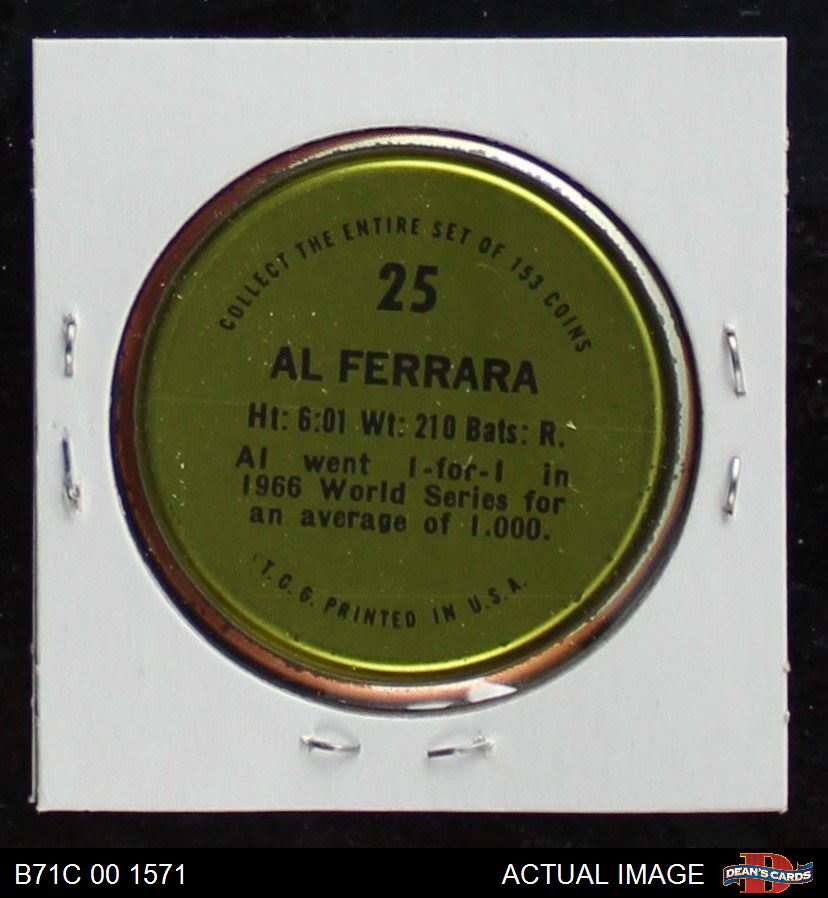 COLLECT THE ENTIRE SET OF 153 COINS
25
AL FERRARA
Ht: 6:01 Wt: 210 Bats: R.
Al went 1-for-1 in
1966 World Series for
an average of 1.000.
T.C.G. PRINTED IN U.S.A.
B71C 00 1571
ACTUAL IMAGE
D
DEAN'S CARDS